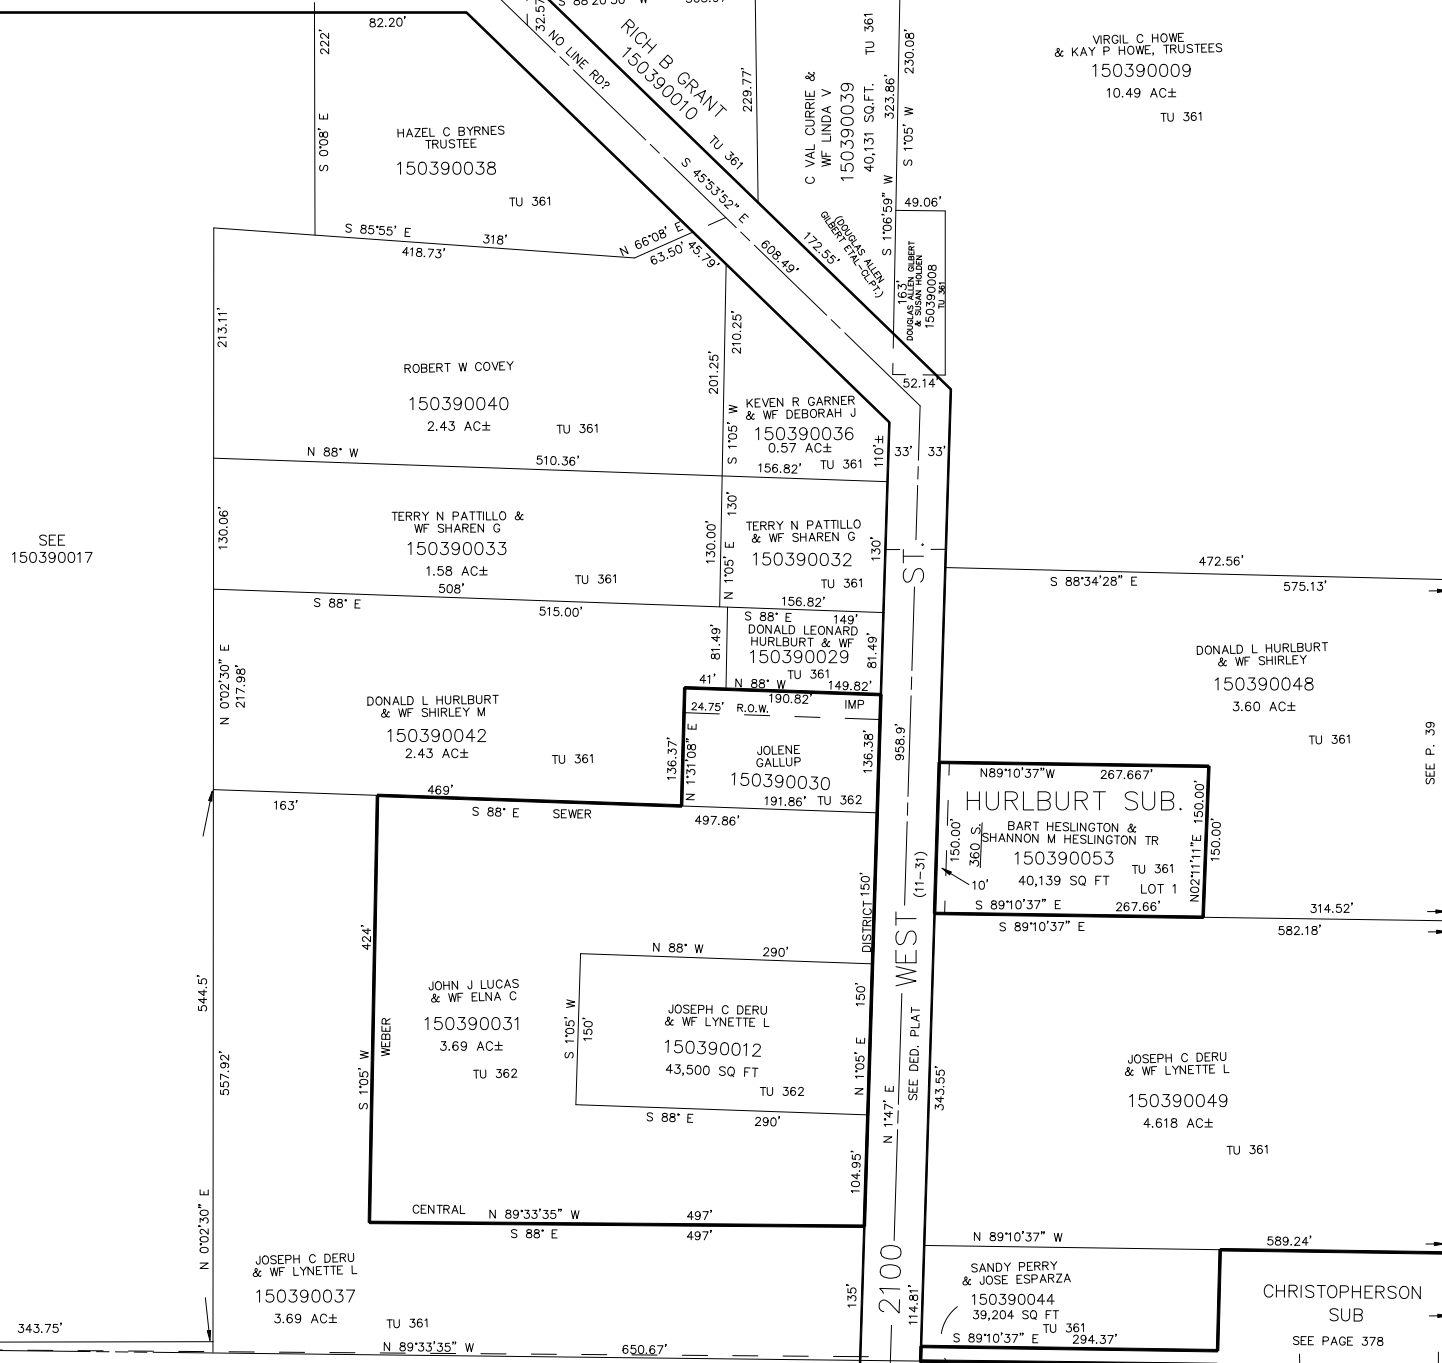 82.20'
222'
S 0°08' E
HAZEL C BYRNES
TRUSTEE
150390038
TU 361
S 85°55' E
318'
418.73'
N 66°08' E
63.50'
45.79'
32.57'
NO LINE RD?
RICH B GRANT
150390010
TU 361
229.77'
S 45°53'52" E
608.49'
172.55'
C VAL CURRIE &
WF LINDA V
150390039
40,131 SQ.FT.
TU 361
323.86'
S 1°06'59" W
230.08'
S 1°05' W
(DOUGLAS ALLEN
GILBERT ETAL-CLPT.)
49.06'
163'
DOUGLAS ALLEN GILBERT
& SUSAN HOLDEN
150390008
TU 361
52.14'
VIRGIL C HOWE
& KAY P HOWE, TRUSTEES
150390009
10.49 AC±
TU 361
213.11'
ROBERT W COVEY
150390040
2.43 AC±
TU 361
N 88° W
510.36'
201.25'
210.25'
S 1°05' W
KEVEN R GARNER
& WF DEBORAH J
150390036
0.57 AC±
TU 361
156.82'
110'±
33'
33'
SEE
150390017
130.06'
TERRY N PATTILLO &
WF SHAREN G
150390033
1.58 AC±
TU 361
508'
S 88° E
515.00'
130.00'
130'
N 1°05' E
TERRY N PATTILLO
& WF SHAREN G
150390032
TU 361
130'
156.82'
S 88° E
149'
DONALD LEONARD
HURLBURT & WF
150390029
TU 361
81.49'
81.49'
41'
N 88° W
149.82'
190.82'
N 0°02'30" E
217.98'
DONALD L HURLBURT
& WF SHIRLEY M
150390042
2.43 AC±
TU 361
24.75'
R.O.W.
IMP
136.37'
N 1°31'08" E
JOLENE
GALLUP
150390030
191.86'
TU 362
136.38'
472.56'
S 88°34'28" E
575.13'
DONALD L HURLBURT
& WF SHIRLEY
150390048
3.60 AC±
TU 361
SEE P. 39
958.9'
N89°10'37"W
267.667'
HURLBURT SUB.
BART HESLINGTON &
SHANNON M HESLINGTON TR
150390053
TU 361
40,139 SQ FT
LOT 1
150.00'
360 S.
10'
S 89°10'37" E
267.66'
N02°11'11"E
150.00'
150.00'
S 89°10'37" E
314.52'
582.18'
163'
469'
S 88° E
SEWER
497.86'
544.5'
557.92'
N 0°02'30" E
424'
WEBER
S 1°05' W
JOHN J LUCAS
& WF ELNA C
150390031
3.69 AC±
TU 362
N 88° W
290'
S 1°05' W
150'
JOSEPH C DERU
& WF LYNETTE L
150390012
43,500 SQ FT
TU 362
S 88° E
290'
DISTRICT
150'
150'
N 1°05' E
104.95'
2100 WEST ST.
(11-31)
SEE DED. PLAT
N 1°47' E
343.55'
JOSEPH C DERU
& WF LYNETTE L
150390049
4.618 AC±
TU 361
CENTRAL
N 89°33'35" W
497'
S 88° E
497'
JOSEPH C DERU
& WF LYNETTE L
150390037
3.69 AC±
TU 361
343.75'
N 89°33'35" W
650.67'
135'
114.81'
N 89°10'37" W
589.24'
SANDY PERRY
& JOSE ESPARZA
150390044
39,204 SQ FT
TU 361
S 89°10'37" E
294.37'
CHRISTOPHERSON
SUB
SEE PAGE 378